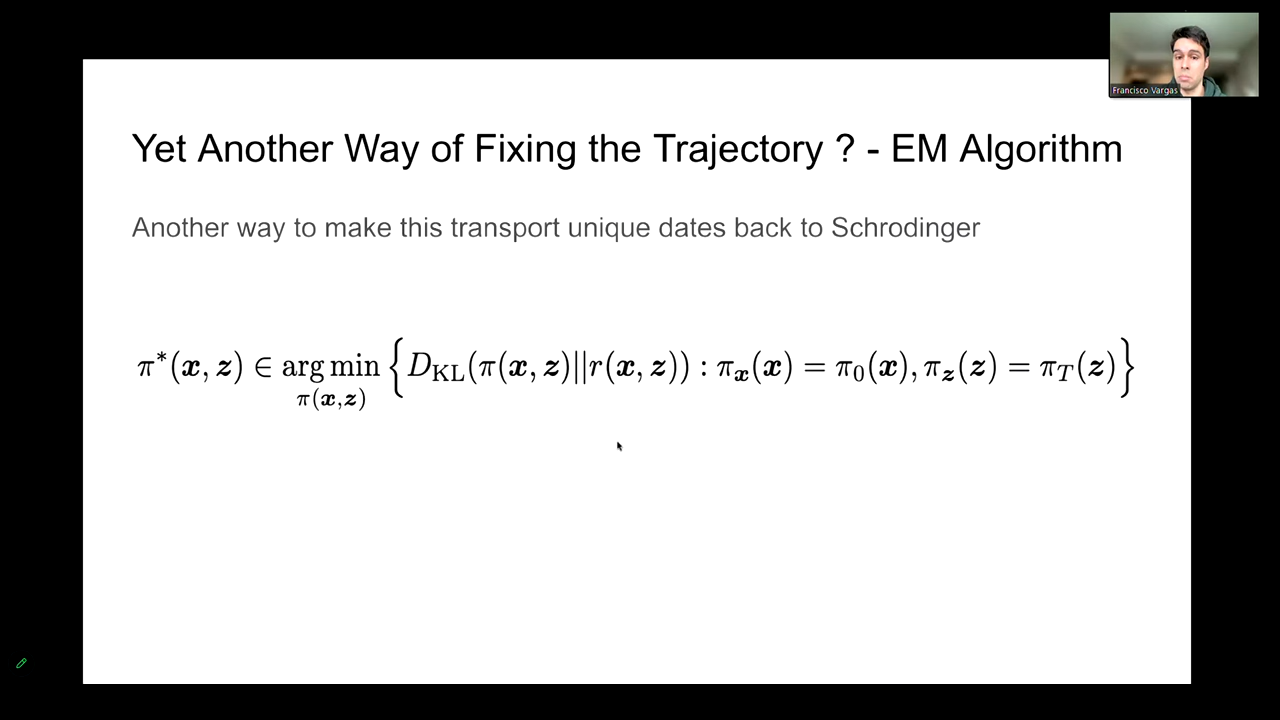 Francisco Vargas
Yet Another Way of Fixing the Trajectory ? - EM Algorithm
Another way to make this transport unique dates back to Schrodinger
π*(x, z) ∈ arg min { D_KL(π(x, z)||r(x, z)) : π_x(x) = π_0(x), π_z(z) = π_T(z) }
π(x,z)